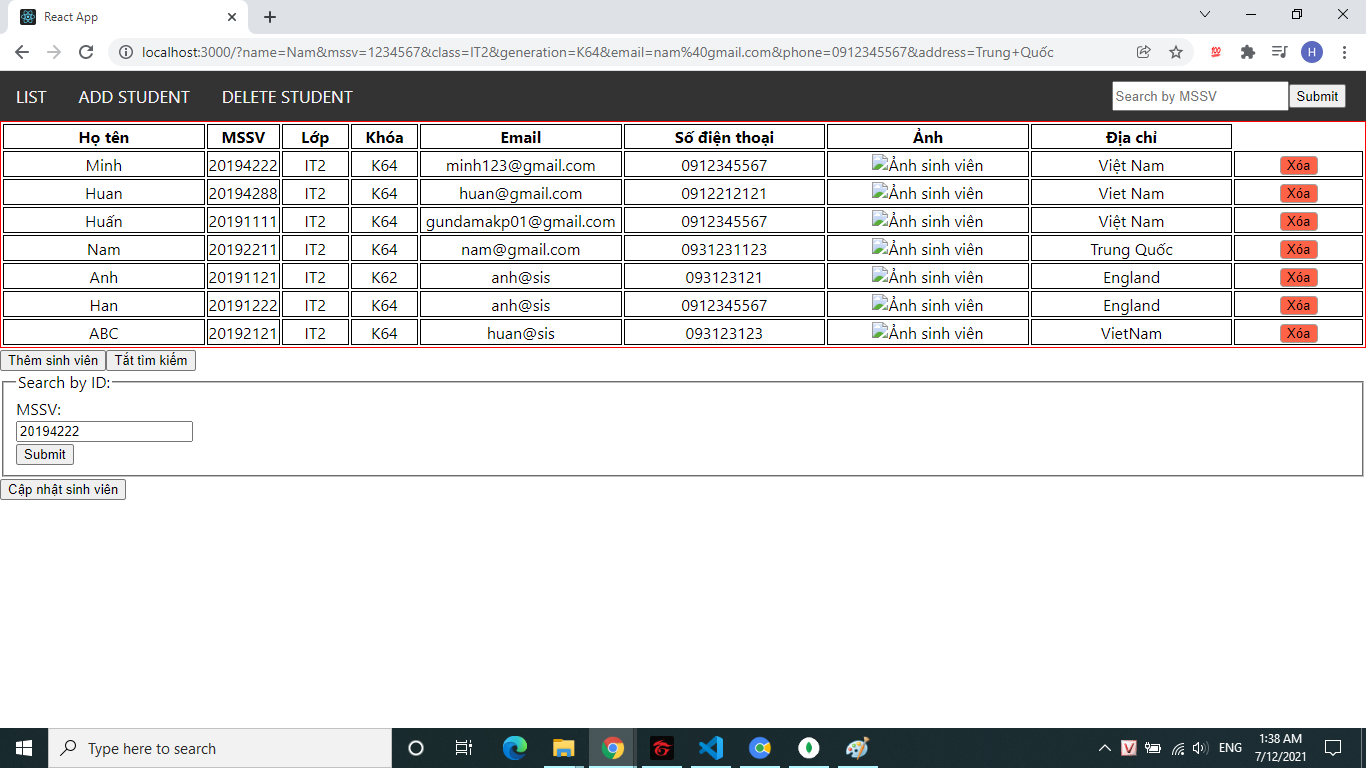 React App
localhost:3000/?name=Nam&mssv=1234567&class=IT2&generation=K64&email=nam%40gmail.com&phone=0912345567&address=Trung+Quốc
H
LIST ADD STUDENT DELETE STUDENT Search by MSSV Submit
Họ tên MSSV Lớp Khóa Email Số điện thoại Ảnh Địa chỉ
Minh 20194222 IT2 K64 minh123@gmail.com 0912345567 Ảnh sinh viên Việt Nam Xóa
Huan 20194288 IT2 K64 huan@gmail.com 0912212121 Ảnh sinh viên Viet Nam Xóa
Huấn 20191111 IT2 K64 gundamakp01@gmail.com 0912345567 Ảnh sinh viên Việt Nam Xóa
Nam 20192211 IT2 K64 nam@gmail.com 0931231123 Ảnh sinh viên Trung Quốc Xóa
Anh 20191121 IT2 K62 anh@sis 093123121 Ảnh sinh viên England Xóa
Han 20191222 IT2 K64 anh@sis 0912345567 Ảnh sinh viên England Xóa
ABC 20192121 IT2 K64 huan@sis 093123123 Ảnh sinh viên VietNam Xóa
Thêm sinh viên Tắt tìm kiếm
Search by ID:
MSSV:
20194222
Submit
Cập nhật sinh viên
Type here to search
V
ENG
1:38 AM
7/12/2021